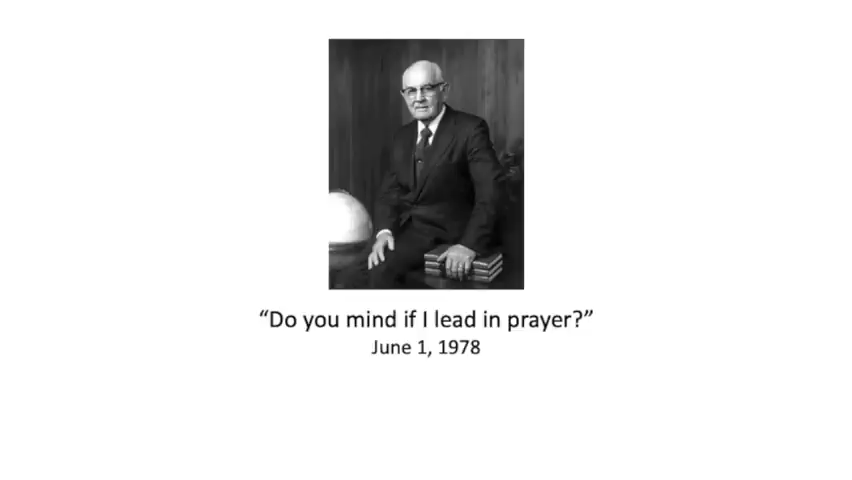 “Do you mind if I lead in prayer?”
June 1, 1978